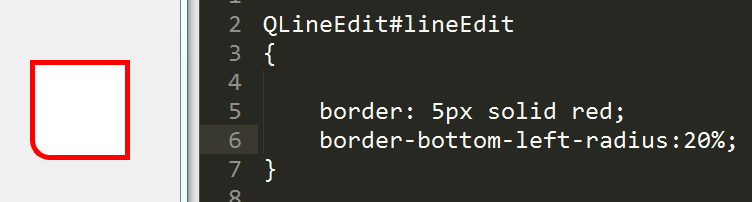 2 QLineEdit#lineEdit
3 {
4
5 border: 5px solid red;
6 border-bottom-left-radius:20%;
7 }
8